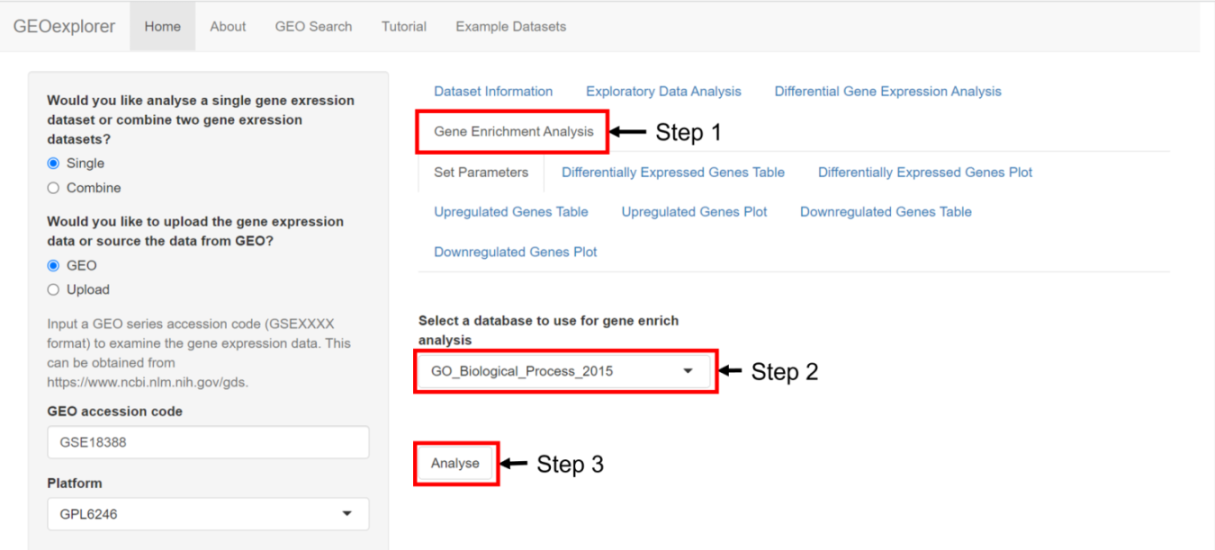 GEOexplorer Home About GEO Search Tutorial Example Datasets
Would you like analyse a single gene exression
dataset or combine two gene exression
datasets?
Single
Combine
Would you like to upload the gene expression
data or source the data from GEO?
GEO
Upload
Input a GEO series accession code (GSEXXXX
format) to examine the gene expression data. This
can be obtained from
https://www.ncbi.nlm.nih.gov/gds.
GEO accession code
GSE18388
Platform
GPL6246
Dataset Information Exploratory Data Analysis Differential Gene Expression Analysis
Gene Enrichment Analysis Step 1
Set Parameters Differentially Expressed Genes Table Differentially Expressed Genes Plot
Upregulated Genes Table Upregulated Genes Plot Downregulated Genes Table
Downregulated Genes Plot
Select a database to use for gene enrich
analysis
GO_Biological_Process_2015 Step 2
Analyse Step 3